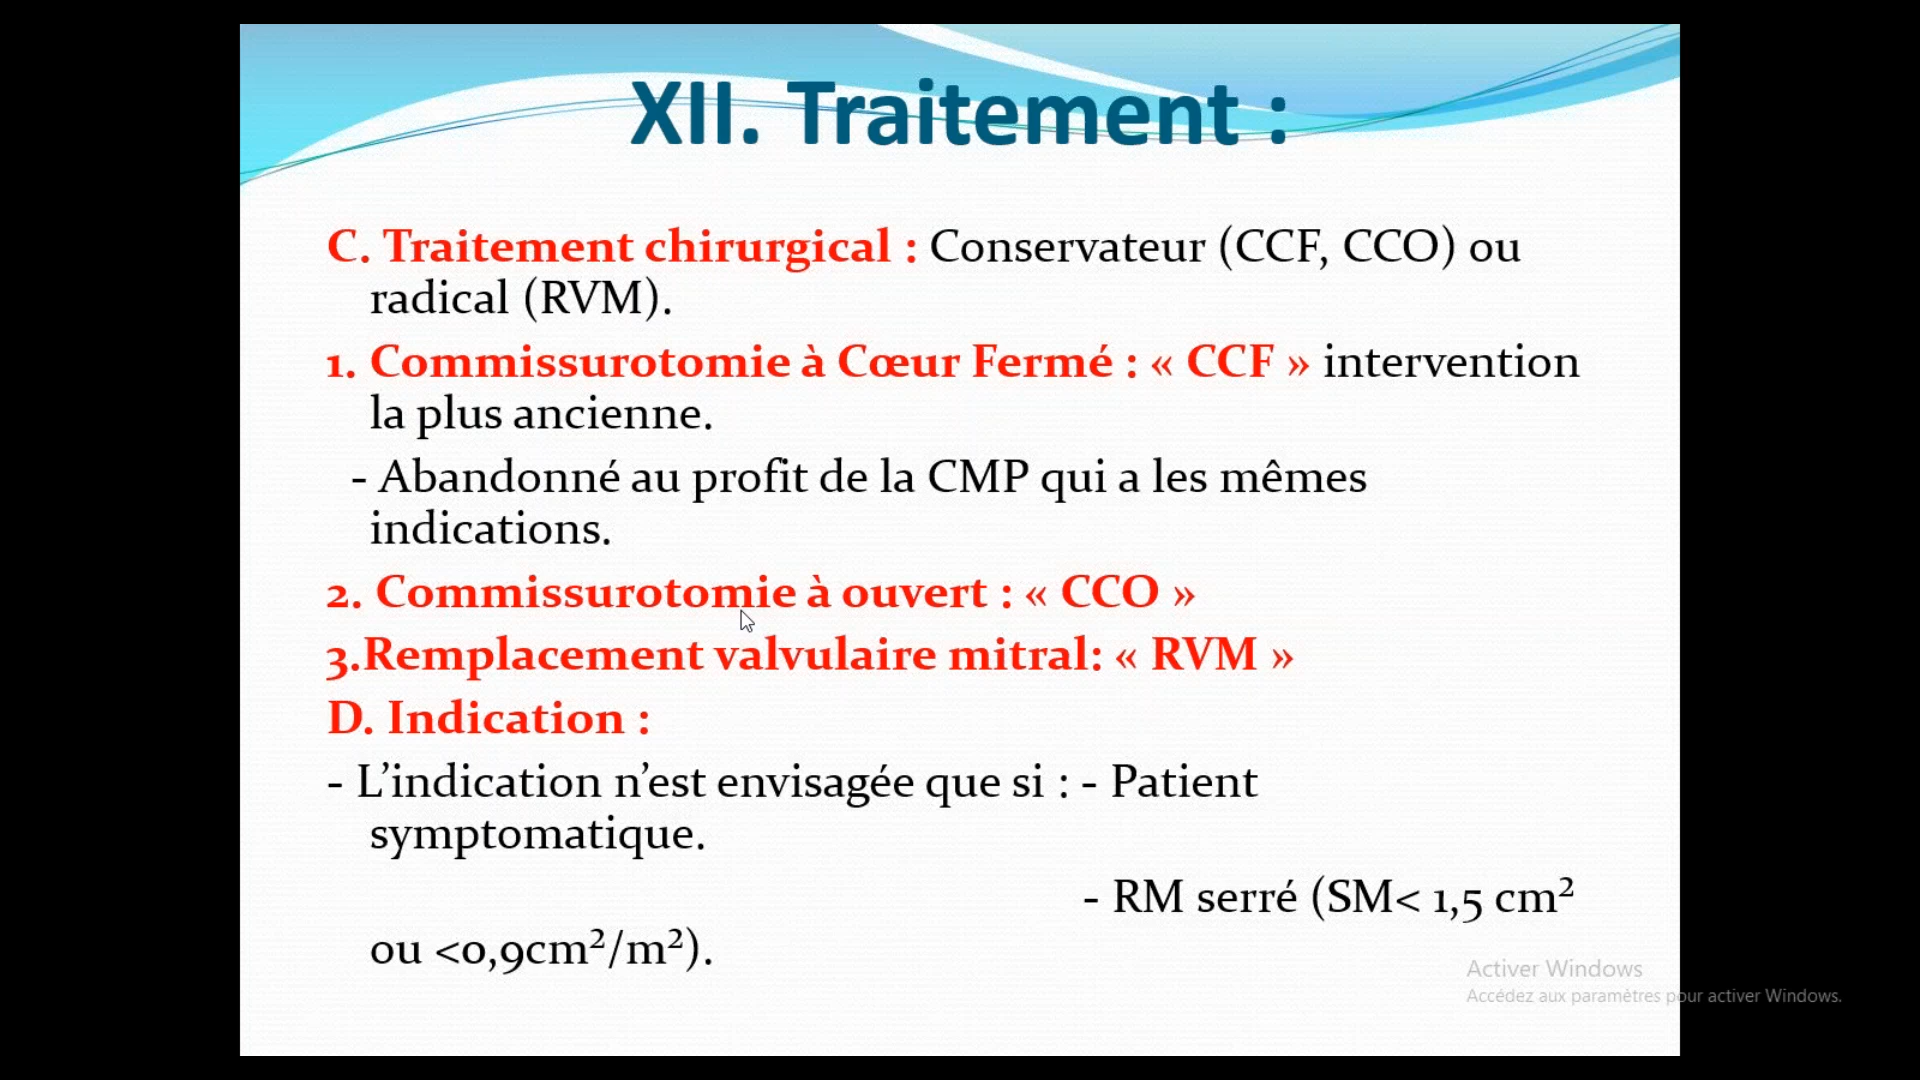 XII. Traitement :
C. Traitement chirurgical : Conservateur (CCF, CCO) ou
radical (RVM).
1. Commissurotomie à Cœur Fermé : « CCF » intervention
la plus ancienne.
- Abandonné au profit de la CMP qui a les mêmes
indications.
2. Commissurotomie à ouvert : « CCO »
3.Remplacement valvulaire mitral: « RVM »
D. Indication :
- L’indication n’est envisagée que si : - Patient
symptomatique.
- RM serré (SM< 1,5 cm²
ou <0,9cm²/m²).
Activer Windows
Accédez aux paramètres pour activer Windows.